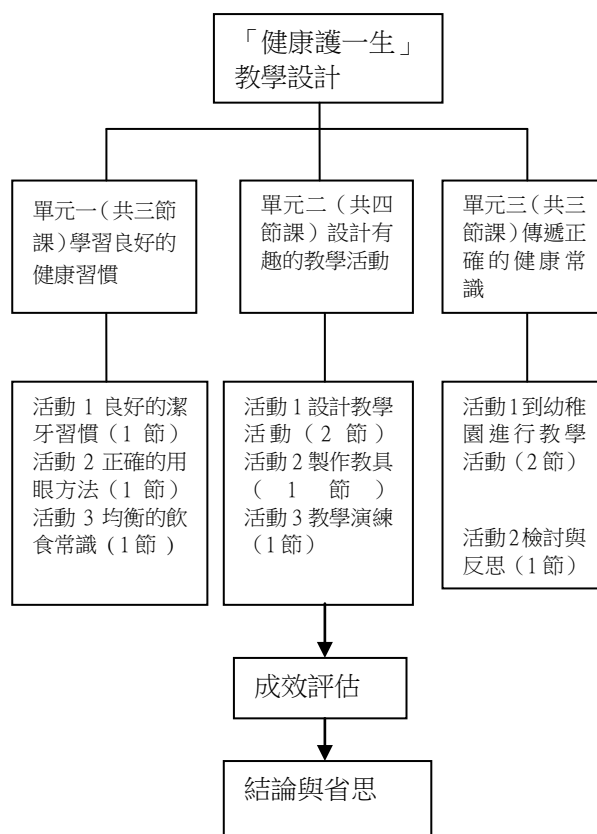 「健康護一生」
教學設計
單元一（共三節
課）學習良好的
健康習慣
單元二（共四
節課）設計有
趣的教學活動
單元三（共三
節課）傳遞正
確的健康常
識
活動 1 良好的潔
牙習慣（1 節）
活動 2 正確的用
眼方法（1 節）
活動 3 均衡的飲
食常識（1 節 ）
活動 1 設計教學
活動（2 節）
活動 2 製作教具
（1 節）
活動 3 教學演練
（1 節）
活動 1 到幼稚
園進行教學
活動（2 節）
活動 2 檢討與
反思（1 節）
成效評估
結論與省思